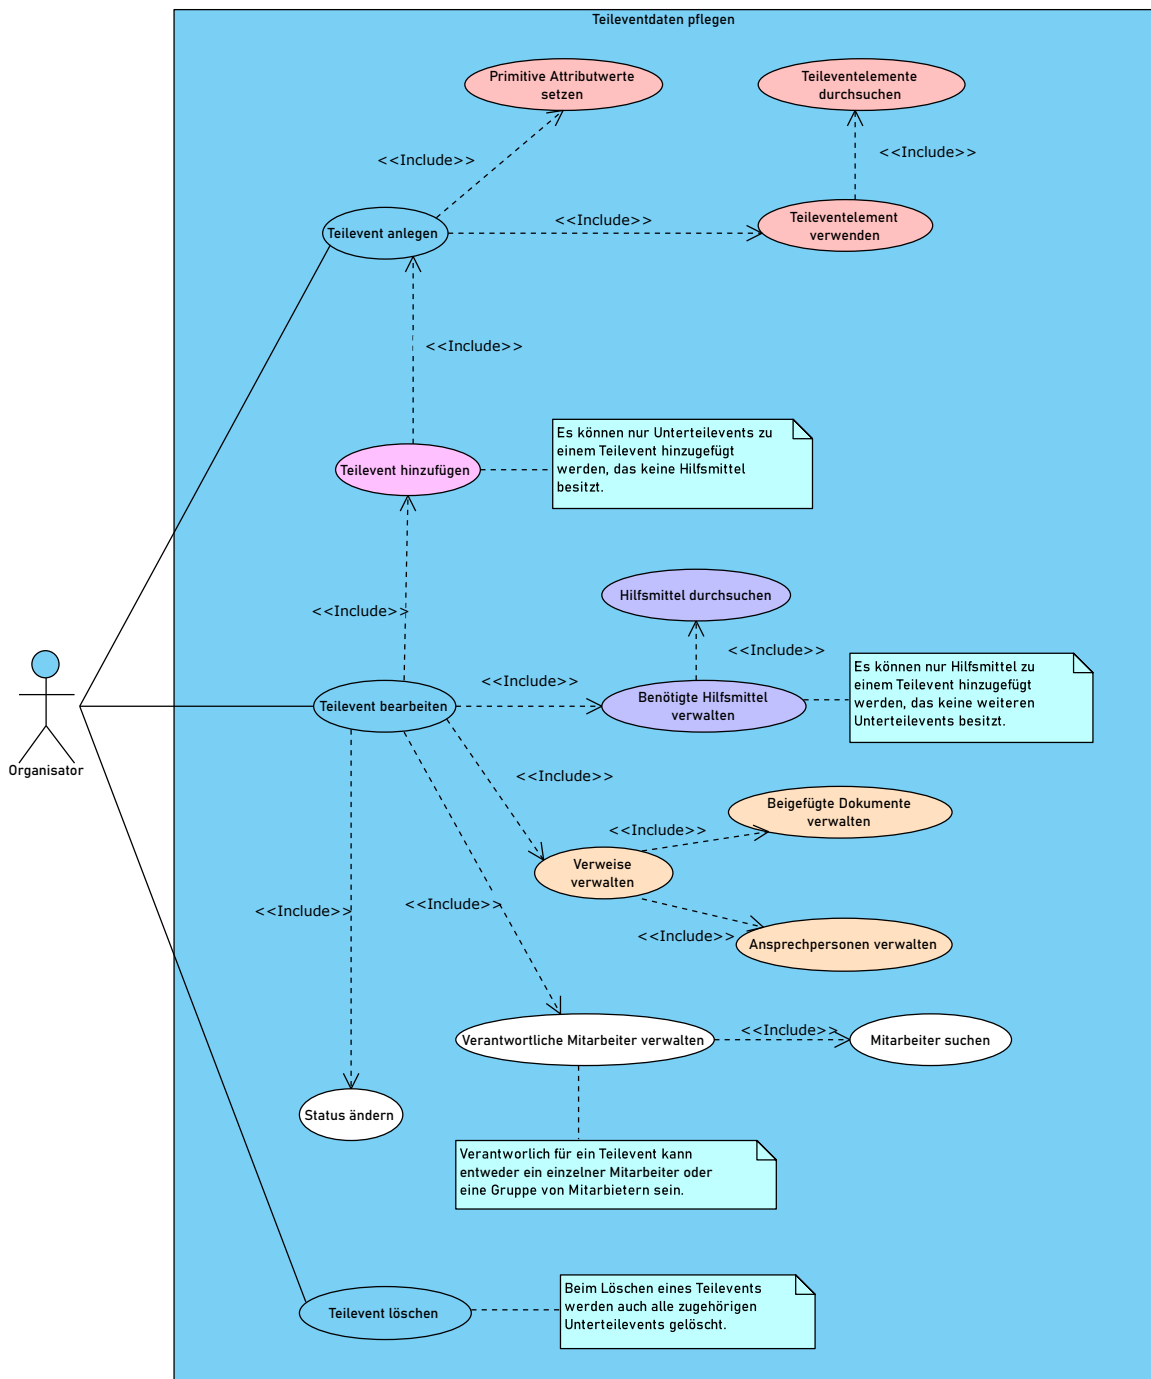 Teileventdaten pflegen
Primitive Attributwerte
setzen
Teileventelemente
durchsuchen
<<Include>>
<<Include>>
Teilevent anlegen
<<Include>>
Teileventelement
verwenden
<<Include>>
Teilevent hinzufügen
Es können nur Unterteilevents zu
einem Teilevent hinzugefügt
werden, das keine Hilfsmittel
besitzt.
<<Include>>
Hilfsmittel durchsuchen
<<Include>>
Organisator
Teilevent bearbeiten
<<Include>>
Benötigte Hilfsmittel
verwalten
Es können nur Hilfsmittel zu
einem Teilevent hinzugefügt
werden, das keine weiteren
Unterteilevents besitzt.
<<Include>>
Beigefügte Dokumente
verwalten
<<Include>>
Verweise
verwalten
<<Include>>
<<Include>>
<<Include>>
Ansprechpersonen verwalten
Verantwortliche Mitarbeiter verwalten
<<Include>>
Mitarbeiter suchen
Status ändern
Verantworlich für ein Teilevent kann
entweder ein einzelner Mitarbeiter oder
eine Gruppe von Mitarbietern sein.
Teilevent löschen
Beim Löschen eines Teilevents
werden auch alle zugehörigen
Unterteilevents gelöscht.